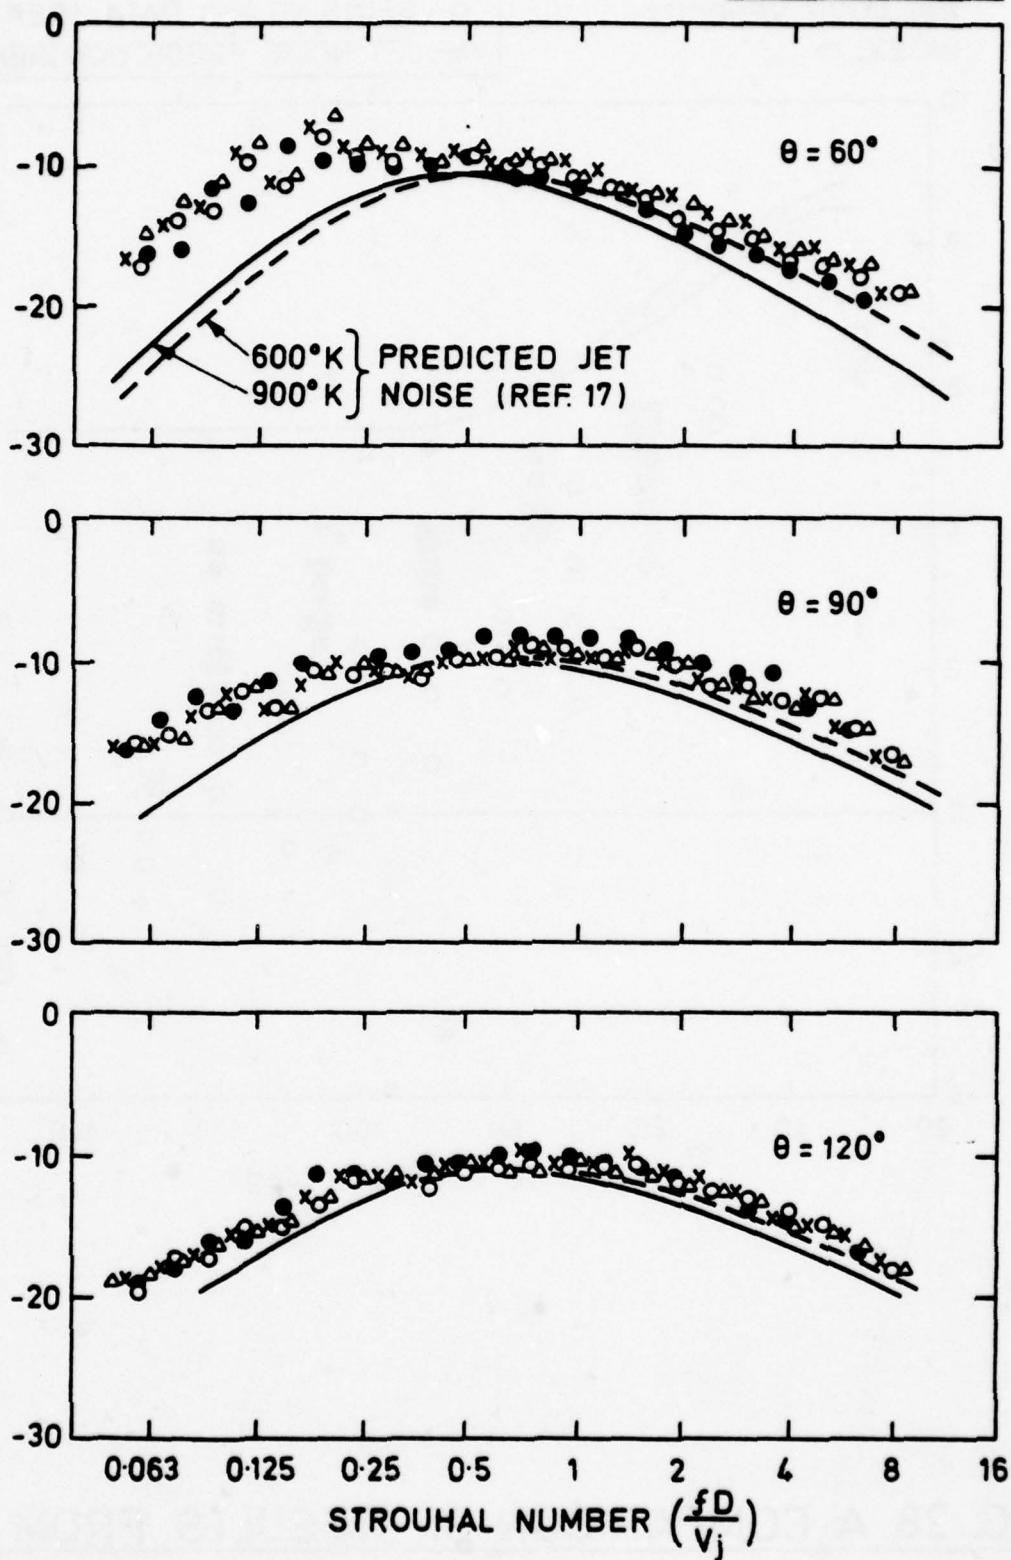 0
-10
-20
-30
θ = 60°
600°K
900°K
PREDICTED JET
NOISE (REF. 17)
0
-10
-20
-30
θ = 90°
0
-10
-20
-30
θ = 120°
0·063 0·125 0·25 0·5 1 2 4 8 16
STROUHAL NUMBER (fD/Vj)